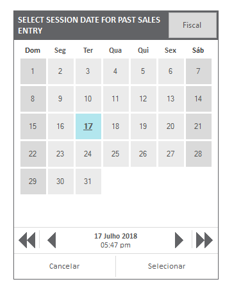 SELECT SESSION DATE FOR PAST SALES
ENTRY
Fiscal
Dom Seg Ter Qua Qui Sex Sáb
1 2 3 4 5 6 7
8 9 10 11 12 13 14
15 16 17 18 19 20 21
22 23 24 25 26 27 28
29 30 31
17 Julho 2018
05:47 pm
Cancelar Selecionar